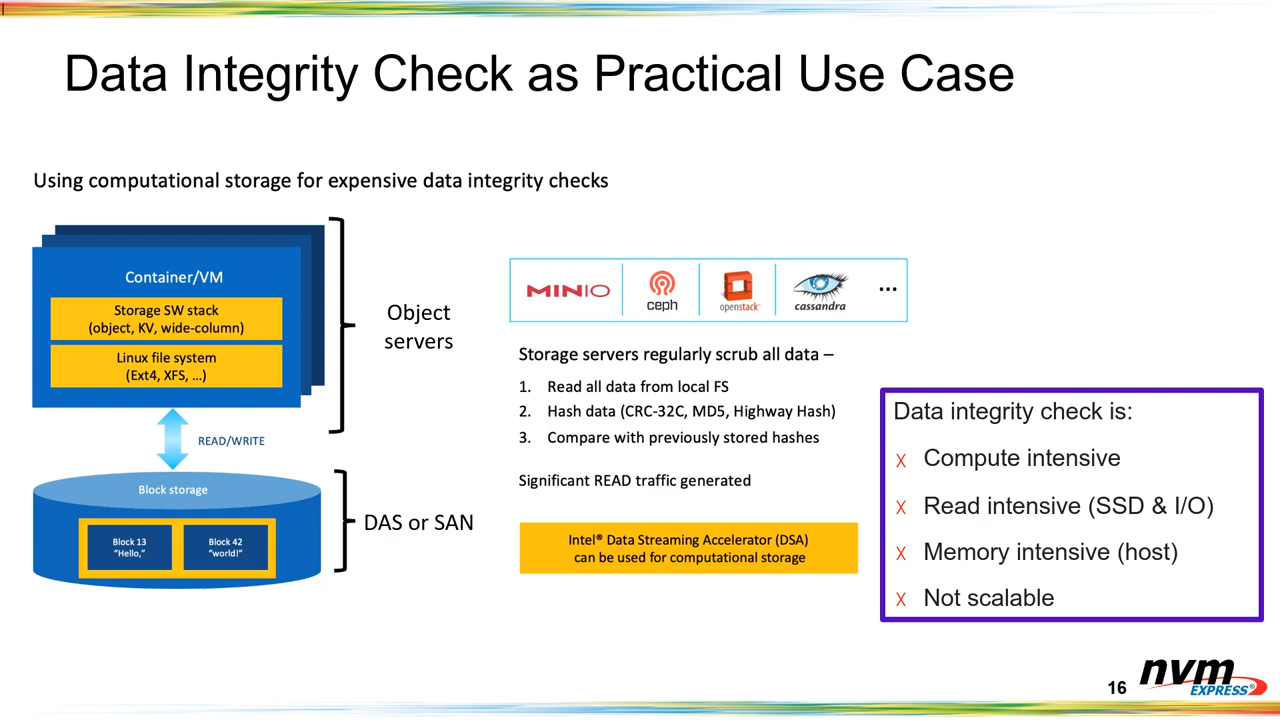 Data Integrity Check as Practical Use Case
Using computational storage for expensive data integrity checks
Container/VM
Storage SW stack
(object, KV, wide-column)
Linux file system
(Ext4, XFS, ...)
READ/WRITE
Block storage
Block 13
"Hello,"
Block 42
"world!"
Object
servers
DAS or SAN
MINIO
ceph
openstack
cassandra
...
Storage servers regularly scrub all data –
1. Read all data from local FS
2. Hash data (CRC-32C, MD5, Highway Hash)
3. Compare with previously stored hashes
Significant READ traffic generated
Intel® Data Streaming Accelerator (DSA)
can be used for computational storage
Data integrity check is:
X Compute intensive
X Read intensive (SSD & I/O)
X Memory intensive (host)
X Not scalable
16
nvm
EXPRESS®